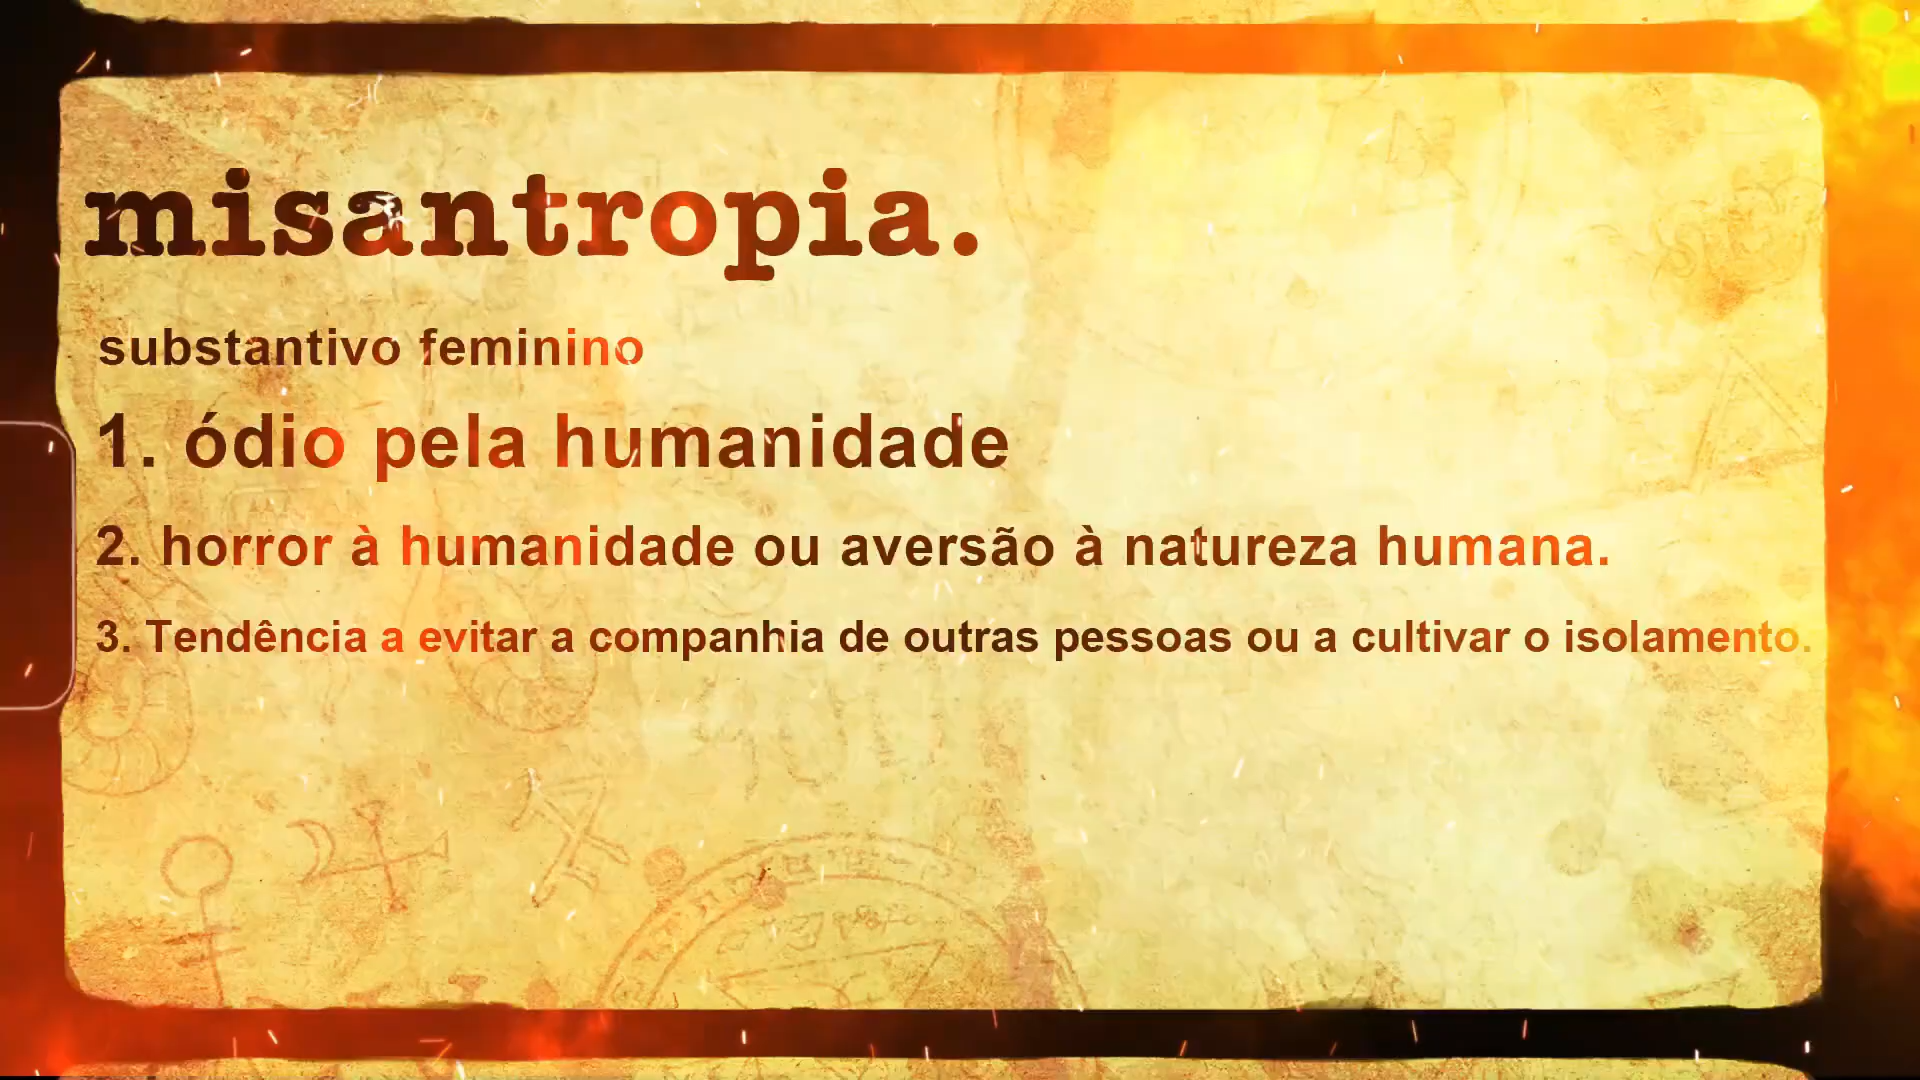 misantropia.
substantivo feminino
1. ódio pela humanidade
2. horror à humanidade ou aversão à natureza humana.
3. Tendência a evitar a companhia de outras pessoas ou a cultivar o isolamento.